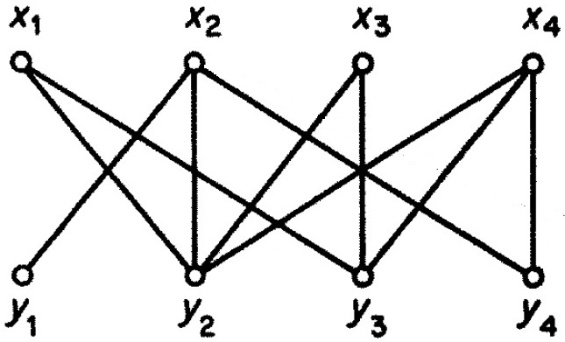 x₁ x₂ x₃ x₄
y₁ y₂ y₃ y₄